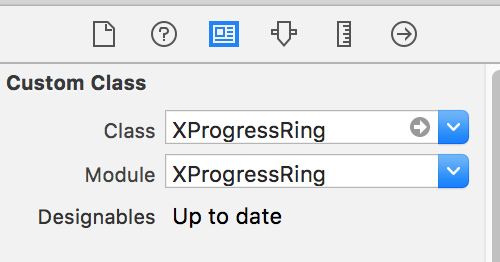 Custom Class
Class XProgressRing
Module XProgressRing
Designables Up to date